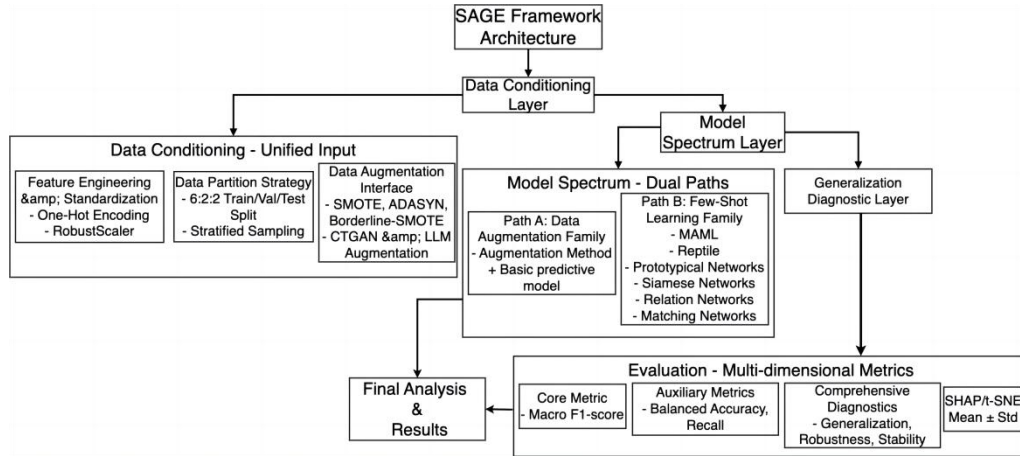 SAGE Framework
Architecture
Data Conditioning
Layer
Model
Spectrum Layer
Data Conditioning - Unified Input
Feature Engineering
&amp; Standardization
- One-Hot Encoding
- RobustScaler
Data Partition Strategy
- 6:2:2 Train/Val/Test
Split
- Stratified Sampling
Data Augmentation
Interface
- SMOTE, ADASYN,
Borderline-SMOTE
- CTGAN &amp; LLM
Augmentation
Model Spectrum - Dual Paths
Path A: Data
Augmentation Family
- Augmentation Method
+ Basic predictive
model
Path B: Few-Shot
Learning Family
- MAML
- Reptile
- Prototypical Networks
- Siamese Networks
- Relation Networks
- Matching Networks
Generalization
Diagnostic Layer
Final Analysis
&
Results
Evaluation - Multi-dimensional Metrics
Core Metric
- Macro F1-score
Auxiliary Metrics
- Balanced Accuracy,
Recall
Comprehensive
Diagnostics
- Generalization,
Robustness, Stability
SHAP/t-SNE
Mean ± Std